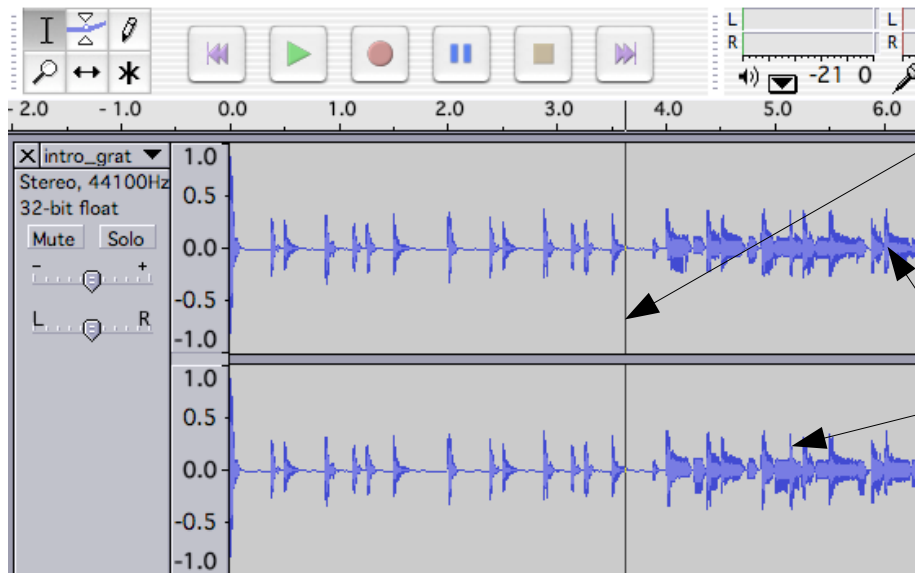 L
R
L
R
-21 0
- 2.0 - 1.0 0.0 1.0 2.0 3.0 4.0 5.0 6.0
X intro_grat
Stereo, 44100Hz
32-bit float
Mute Solo
- +
L R
1.0
0.5
0.0
-0.5
-1.0
1.0
0.5
0.0
-0.5
-1.0